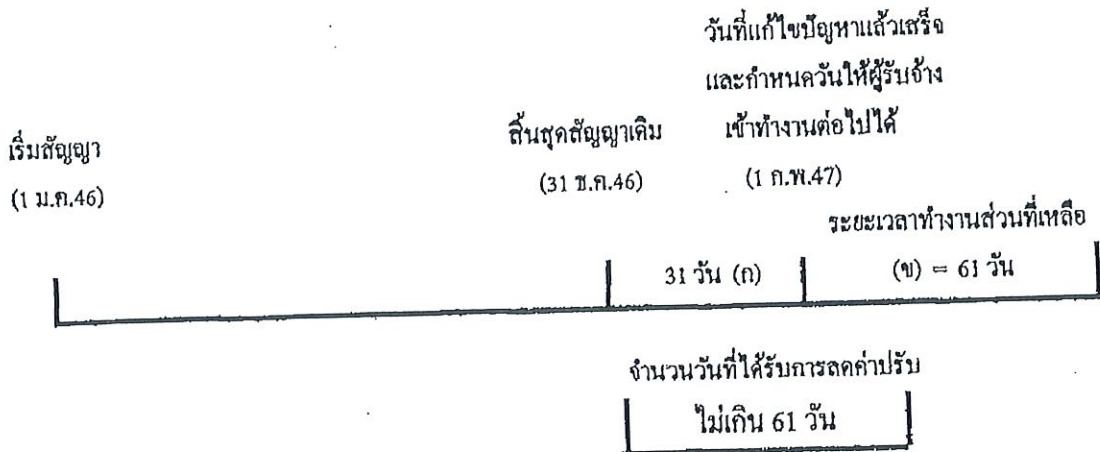 วันที่แก้ไขปัญหาแล้วเสร็จ
และกำหนดวันให้ผู้รับจ้าง
เข้าทำงานต่อไปได้
(1 ก.พ.47)
สิ้นสุดสัญญาเดิม
(31 ธ.ค.46)
เริ่มสัญญา
(1 ม.ค.46)
ระยะเวลาทำงานส่วนที่เหลือ
31 วัน (ก)
(ข) = 61 วัน
จำนวนวันที่ได้รับการลดค่าปรับ
ไม่เกิน 61 วัน